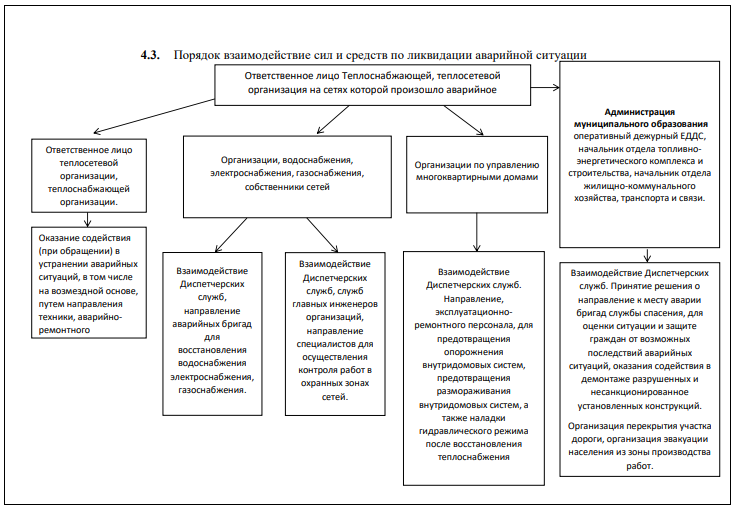 4.3. Порядок взаимодействие сил и средств по ликвидации аварийной ситуации
Ответственное лицо Теплоснабжающей, теплосетевой
организация на сетях которой произошло аварийное
Администрация
муниципального образования
оперативный дежурный ЕДДС,
начальник отдела топливно-
энергетического комплекса и
строительства, начальник отдела
жилищно-коммунального
хозяйства, транспорта и связи.
Ответственное лицо
теплосетевой
организации,
теплоснабжающей
организации.
Организации, водоснабжения,
электроснабжения, газоснабжения,
собственники сетей
Организации по управлению
многоквартирными домами
Оказание содействия
(при обращении) в
устранении аварийных
ситуаций, в том числе
на возмездной основе,
путем направления
техники, аварийно-
ремонтного
Взаимодействие
Диспетчерских
служб,
направление
аварийных бригад
для
восстановления
водоснабжения
электроснабжения,
газоснабжения.
Взаимодействие
Диспетчерских
служб, служб
главных инженеров
организаций,
направление
специалистов для
осуществления
контроля работ в
охранных зонах
сетей.
Взаимодействие
Диспетчерских служб.
Направление,
эксплуатационно-
ремонтного персонала, для
предотвращения
опорожнения
внутридомовых систем,
предотвращения
размораживания
внутридомовых систем, а
также наладки
гидравлического режима
после восстановления
теплоснабжения
Взаимодействие Диспетчерских
служб. Принятие решения о
направление к месту аварии
бригад службы спасения, для
оценки ситуации и защите
граждан от возможных
последствий аварийных
ситуаций, оказания содействия в
демонтаже разрушенных и
несанкционированное
установленных конструкций.
Организация перекрытия участка
дороги, организация эвакуации
населения из зоны производства
работ.